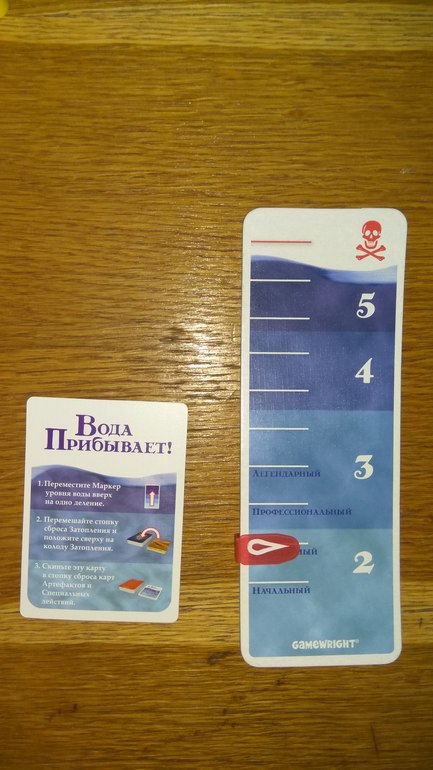 Вода
Прибывает!
1. Переместите Маркер
уровня воды вверх
на одно деление.
2. Перемешайте стопку
сброса Затопления и
положите сверху на
колоду Затопления.
3. Скиньте эту карту
в стопку сброса карт
Артефактов и
Специальных
действий.
5
4
3
Легендарный
Профессиональный
2
Начальный
GAMEWRIGHT®